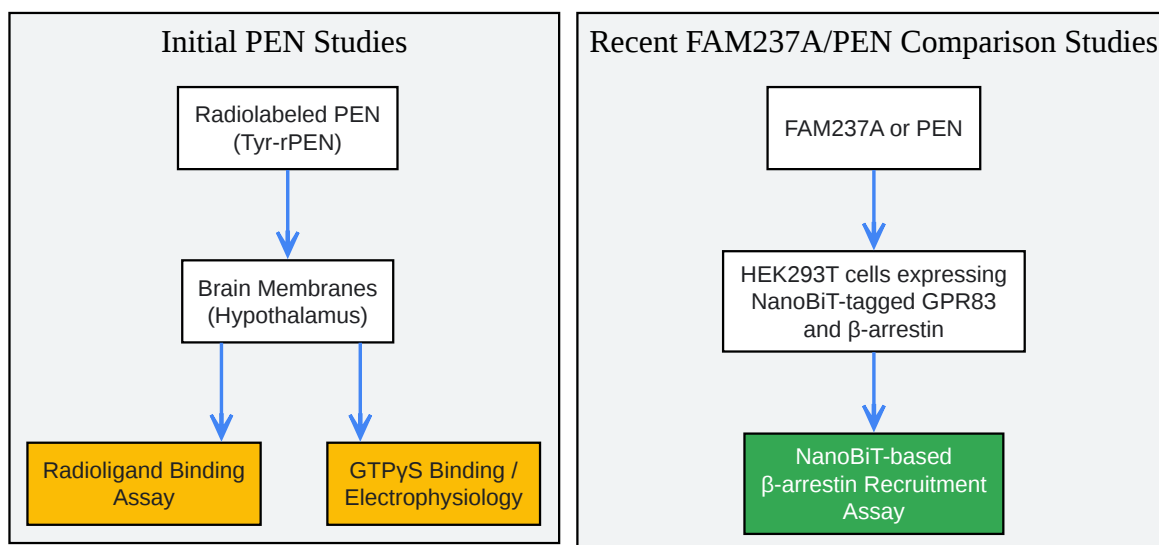 Initial PEN Studies
Radiolabeled PEN
(Tyr-rPEN)
Brain Membranes
(Hypothalamus)
Radioligand Binding
Assay
GTPγS Binding /
Electrophysiology
Recent FAM237A/PEN Comparison Studies
FAM237A or PEN
HEK293T cells expressing
NanoBiT-tagged GPR83
and β-arrestin
NanoBiT-based
β-arrestin Recruitment
Assay